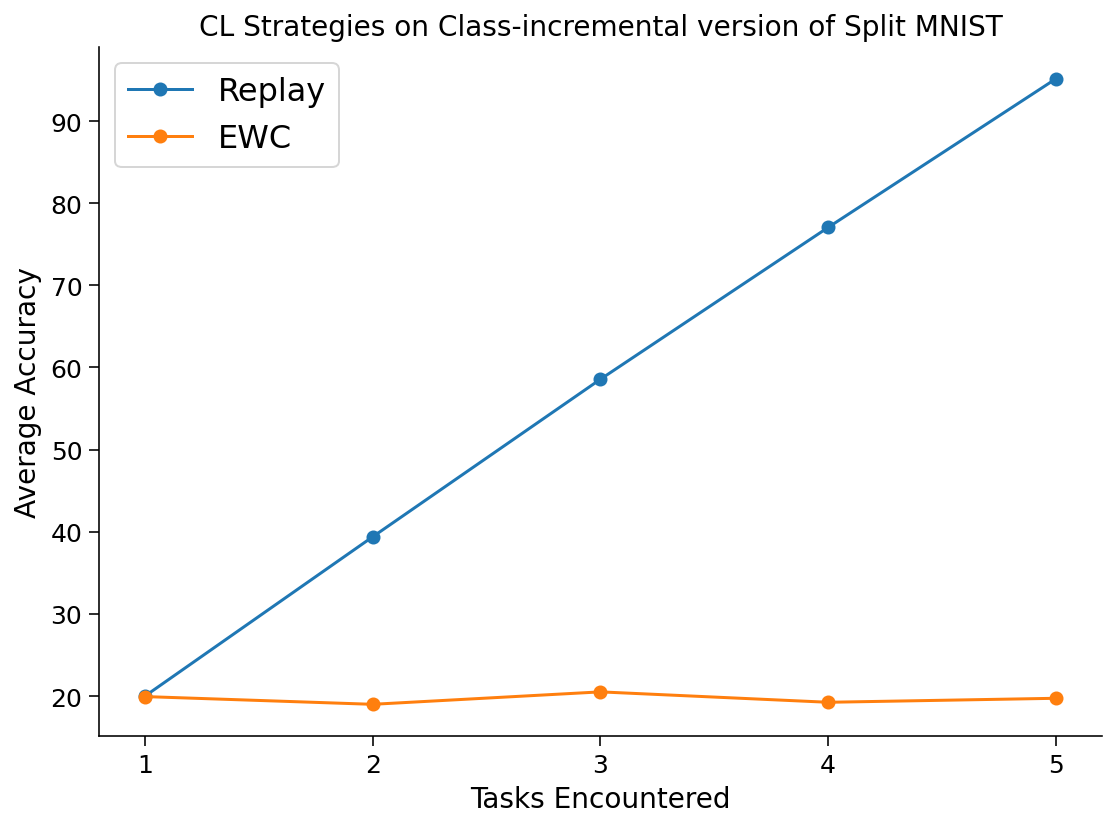 CL Strategies on Class-incremental version of Split MNIST
Replay
EWC
90
80
70
60
50
40
30
20
Average Accuracy
1 2 3 4 5
Tasks Encountered